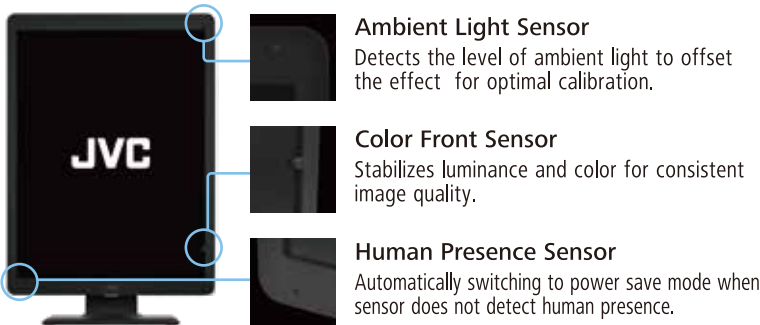 JVC
Ambient Light Sensor
Detects the level of ambient light to offset
the effect for optimal calibration.
Color Front Sensor
Stabilizes luminance and color for consistent
image quality.
Human Presence Sensor
Automatically switching to power save mode when
sensor does not detect human presence.